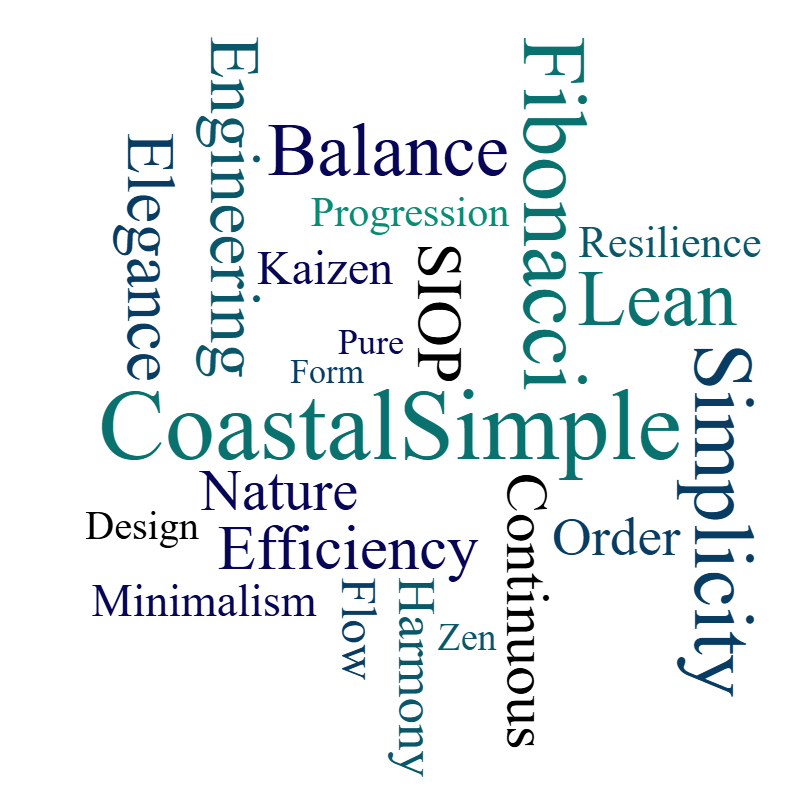 Engineering
Fibonacci
Balance
Elegance
Progression
Resilience
Kaizen
SIOP
Lean
Pure
Form
Simplicity
CoastalSimple
Nature
Continuous
Design
Order
Efficiency
Minimalism
Flow
Harmony
Zen